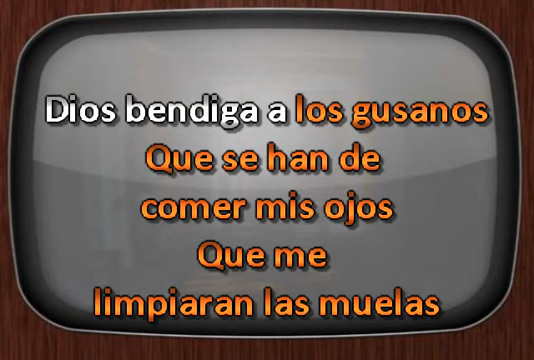 Dios bendiga a los gusanos
Que se han de
comer mis ojos
Que me
limpiaran las muelas